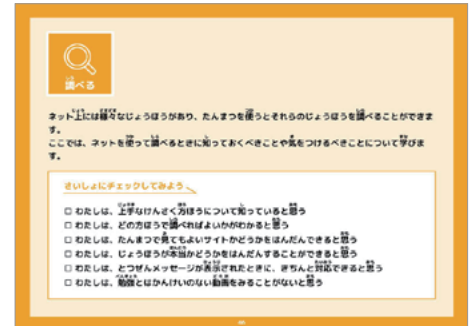 調べる
ネット上には様々なじょうほうがあり、たんまつを使うとそれらのじょうほうを調べることができま
す。
ここでは、ネットを使って調べるときに知っておくべきことや気をつけるべきことについて学びま
す。
さいしょにチェックしてみよう
□ わたしは、上手なけんさく方ほうについて知っていると思う
□ わたしは、どの方ほうで調べればよいかがわかると思う
□ わたしは、たんまつで見てもよいサイトかどうかをはんだんできると思う
□ わたしは、じょうほうが本当かどうかをはんだんすることができると思う
□ わたしは、とつぜんメッセージが表示されたときに、きちんと対応できると思う
□ わたしは、勉強とはかんけいのない動画をみることがないと思う